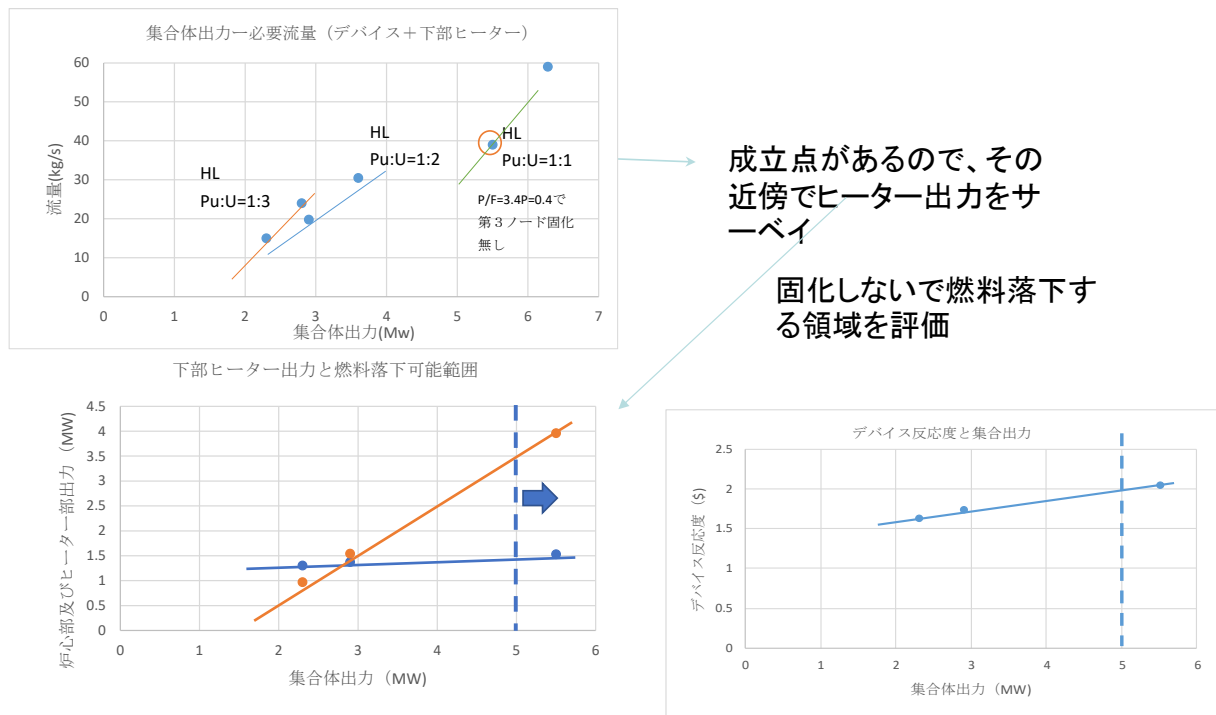 集合体出力ー必要流量（デバイス＋下部ヒーター）
60
50
40
30
20
10
0
流量(kg/s)
0 1 2 3 4 5 6 7
集合体出力(Mw)
HL
Pu:U=1:3
HL
Pu:U=1:2
HL
Pu:U=1:1
P/F=3.4P=0.4で
第３ノード固化
無し
成立点があるので、その
近傍でヒーター出力をサ
ーベイ
固化しないで燃料落下す
る領域を評価
下部ヒーター出力と燃料落下可能範囲
4.5
4
3.5
3
2.5
2
1.5
1
0.5
0
炉心部及びヒーター部出力（MW）
0 1 2 3 4 5 6
集合体出力（MW）
デバイス反応度と集合出力
2.5
2
1.5
1
0.5
0
デバイス反応度（$）
0 1 2 3 4 5 6
集合体出力（MW）